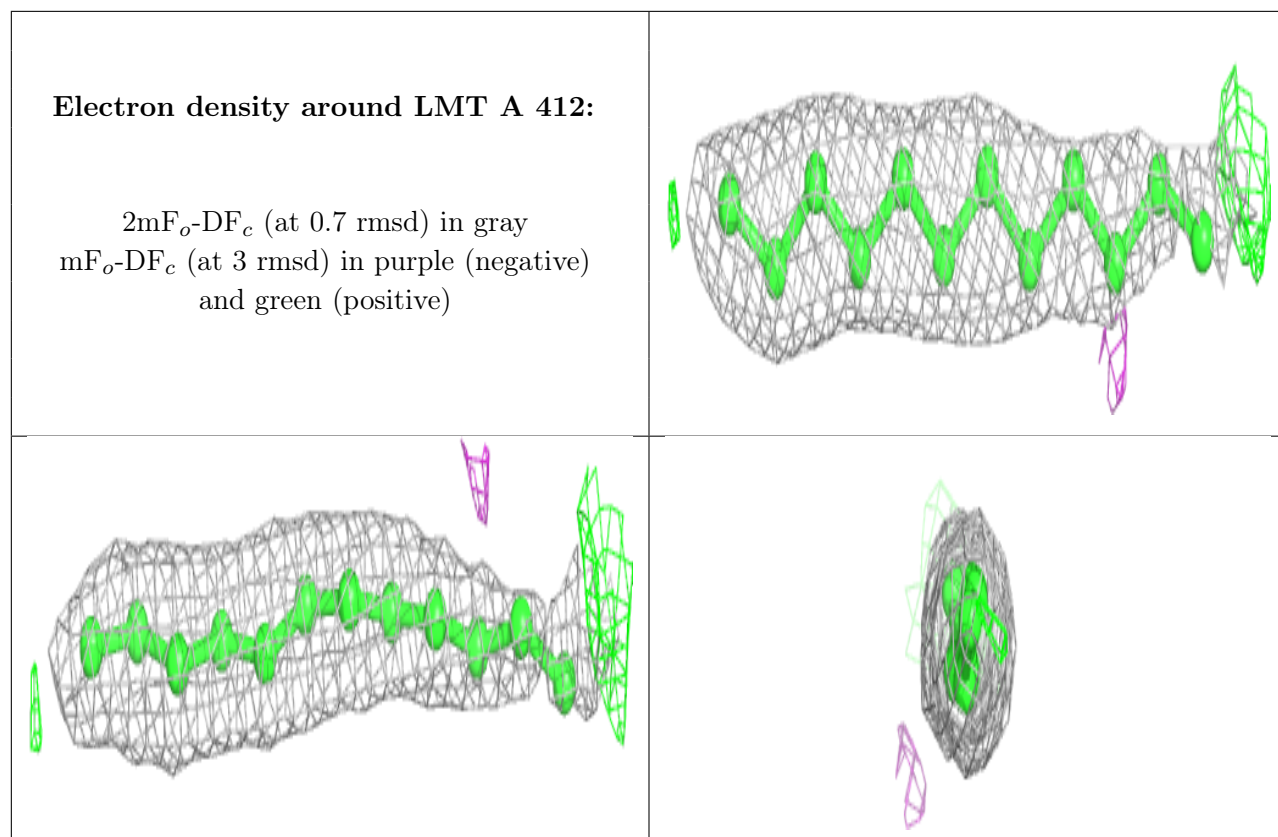 Electron density around LMT A 412:
2mFo-DFc (at 0.7 rmsd) in gray
mFo-DFc (at 3 rmsd) in purple (negative)
and green (positive)